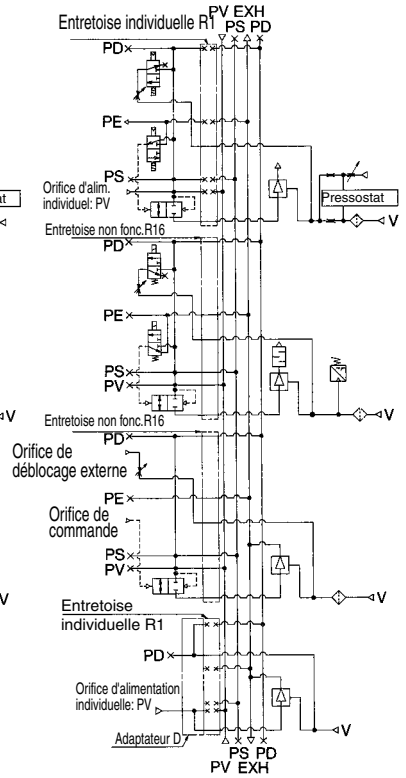 PV EXH
Entretoise individuelle R1
PS PD
PD
PE
PS
Orifice d'alim.
individuel: PV
Pressostat
V
at
Entretoise non fonc.R16
PD
PE
PS
PV
V
V
Entretoise non fonc.R16
PD
Orifice de
déblocage externe
PE
Orifice de
commande
PS
PV
V
V
Entretoise
individuelle R1
PD
Orifice d'alimentation
individuelle: PV
V
Adaptateur D
PS PD
PV EXH